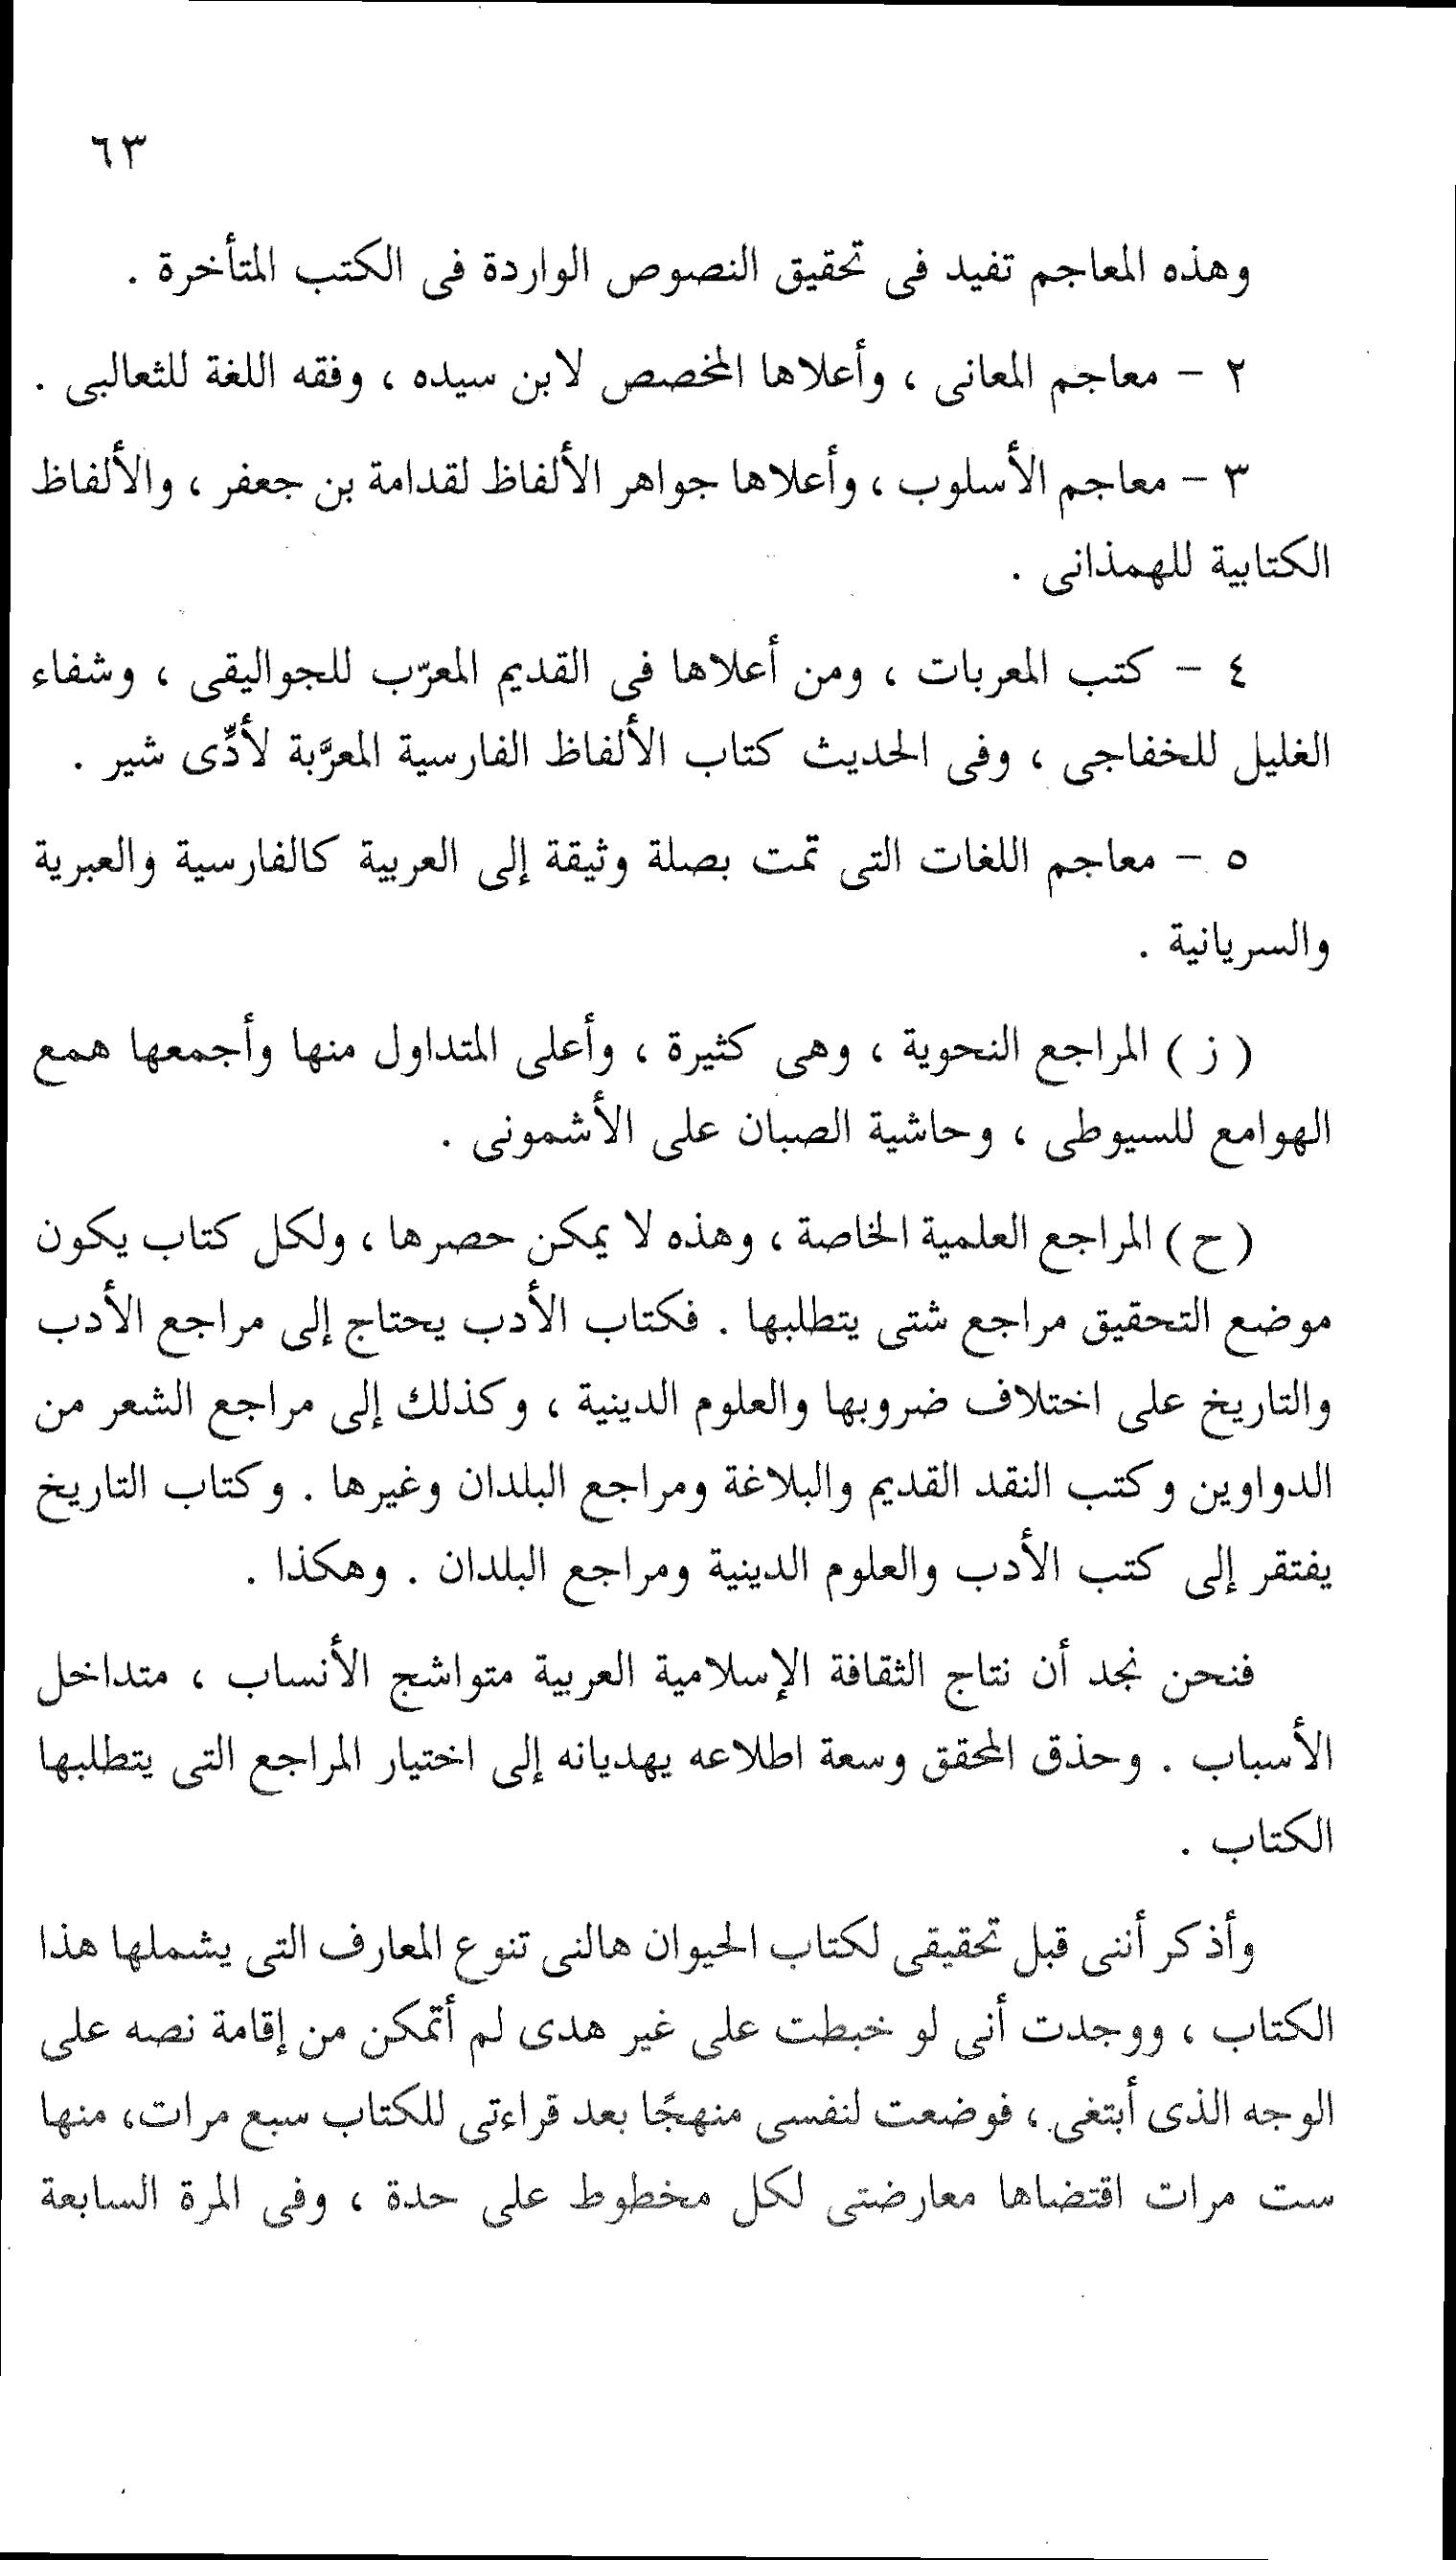 ٦٣
وهذه المعاجم تفيد فى تحقيق النصوص الواردة فى الكتب المتأخرة .
٢ – معاجم المعانى ، وأعلاها المخصص لابن سيده ، وفقه اللغة للثعالبى .
٣ – معاجم الأسلوب ، وأعلاها جواهر الألفاظ لقدامة بن جعفر ، والألفاظ
الكتابية للهمذانى .
٤ – كتب المعربات ، ومن أعلاها فى القديم المعرّب للجواليقى ، وشفاء
الغليل للخفاجى ، وفى الحديث كتاب الألفاظ الفارسية المعرَّبة لأدِّى شير .
٥ – معاجم اللغات التى تمت بصلة وثيقة إلى العربية كالفارسية والعبرية
والسريانية .
( ز ) المراجع النحوية ، وهى كثيرة ، وأعلى المتداول منها وأجمعها همع
الهوامع للسيوطى ، وحاشية الصبان على الأشمونى .
( ح ) المراجع العلمية الخاصة ، وهذه لا يمكن حصرها ، ولكل كتاب يكون
موضع التحقيق مراجع شتى يتطلبها . فكتاب الأدب يحتاج إلى مراجع الأدب
والتاريخ على اختلاف ضروبها والعلوم الدينية ، وكذلك إلى مراجع الشعر من
الدواوين وكتب النقد القديم والبلاغة ومراجع البلدان وغيرها . وكتاب التاريخ
يفتقر إلى كتب الأدب والعلوم الدينية ومراجع البلدان . وهكذا .
فنحن نجد أن نتاج الثقافة الإسلامية العربية متواشج الأنساب ، متداخل
الأسباب . وحذق المحقق وسعة اطلاعه يهديانه إلى اختيار المراجع التى يتطلبها
الكتاب .
وأذكر أننى قبل تحقيقى لكتاب الحيوان هالنى تنوع المعارف التى يشملها هذا
الكتاب ، ووجدت أنى لو خبطت على غير هدى لم أتمكن من إقامة نصه على
الوجه الذى أبتغى ، فوضعت لنفسى منهجًا بعد قراءتى للكتاب سبع مرات، منها
ست مرات اقتضاها معارضتى لكل مخطوط على حدة ، وفى المرة السابعة